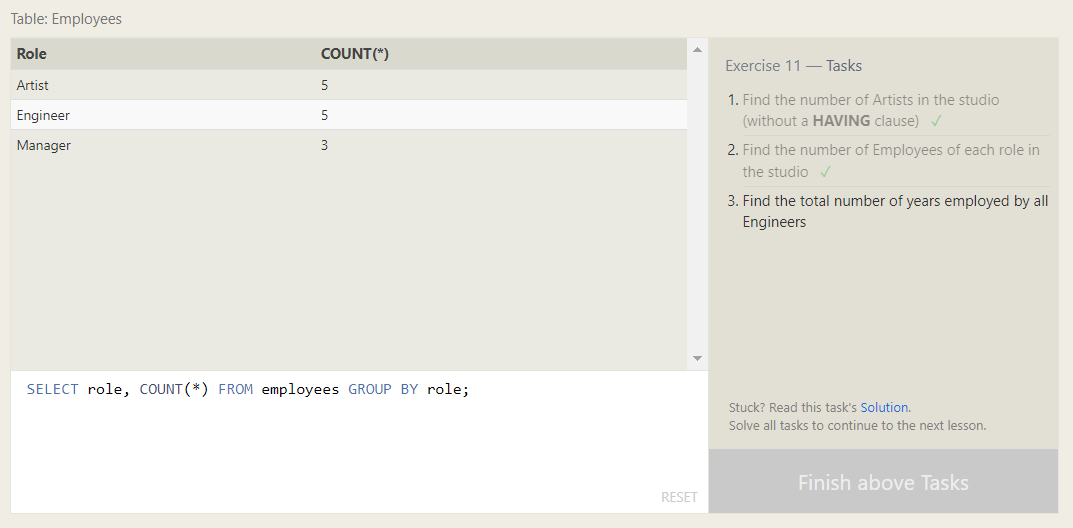 Table: Employees
Role COUNT(*)
Artist 5
Engineer 5
Manager 3
SELECT role, COUNT(*) FROM employees GROUP BY role;
RESET
Exercise 11 — Tasks
1. Find the number of Artists in the studio
(without a HAVING clause) ✓
2. Find the number of Employees of each role in
the studio ✓
3. Find the total number of years employed by all
Engineers
Stuck? Read this task's Solution.
Solve all tasks to continue to the next lesson.
Finish above Tasks